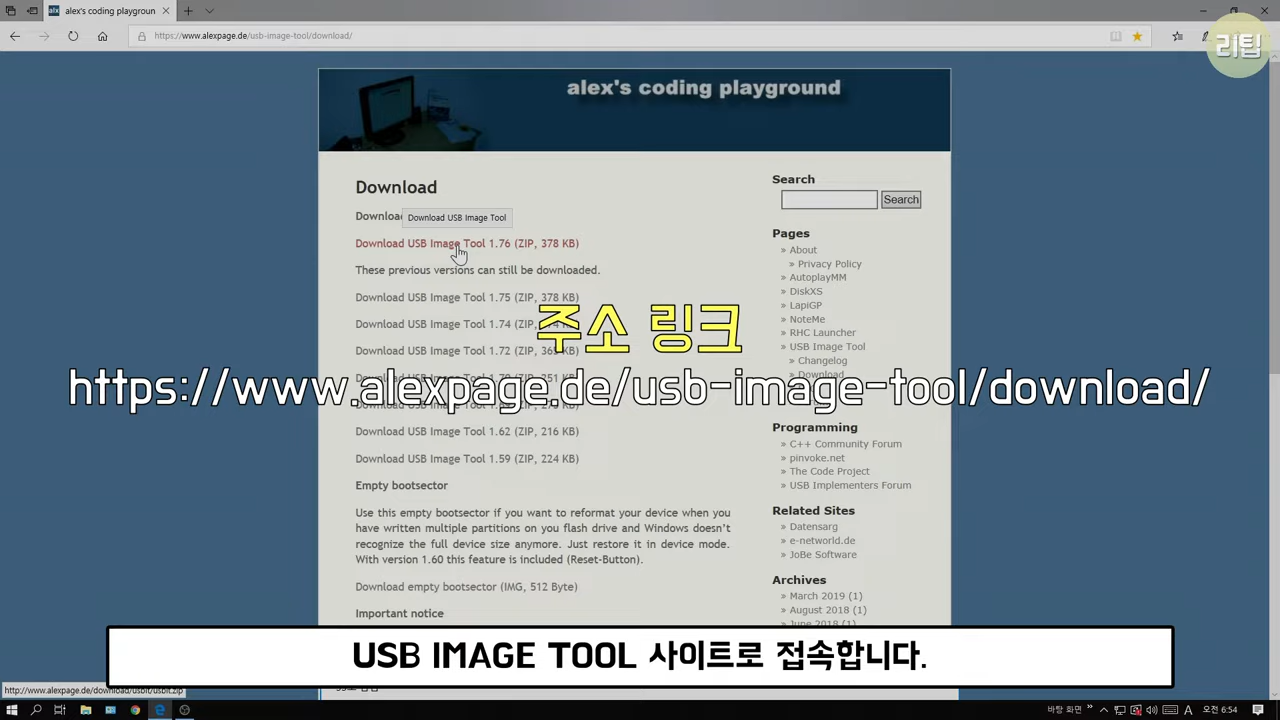 alex's coding playgroun
https://www.alexpage.de/usb-image-tool/download/
리팁
alex's coding playground
Download
Download USB Image Tool
Download USB Image Tool 1.76 (ZIP, 378 KB)
These previous versions can still be downloaded.
Download USB Image Tool 1.75 (ZIP, 378 KB)
Download USB Image Tool 1.74 (ZIP, KB)
Download USB Image Tool 1.72 (ZIP, KB)
주소 링크
https://www.alexpage.de/usb-image-tool/download/
Download USB Image Tool 1.62 (ZIP, 216 KB)
Download USB Image Tool 1.59 (ZIP, 224 KB)
Empty bootsector
Use this empty bootsector if you want to reformat your device when you
have written multiple partitions on you flash drive and Windows doesn't
recognize the full device size anymore. Just restore it in device mode.
With version 1.60 this feature is included (Reset-Button).
Download empty bootsector (IMG, 512 Byte)
Important notice
Search
Search
Pages
» About
» Privacy Policy
» AutoplayMM
» DiskXS
» LapiGP
» NoteMe
» RHC Launcher
» USB Image Tool
» Changelog
» Download
Programming
» C++ Community Forum
» pinvoke.net
» The Code Project
» USB Implementers Forum
Related Sites
» Datensarg
» e-networld.de
» JoBe Software
Archives
» March 2019 (1)
» August 2018 (1)
» June 2018 (1)
USB IMAGE TOOL 사이트로 접속합니다.
http://www.alexpage.de/download/usbit/usbit.zip
바탕 화면
A
오전 6:54